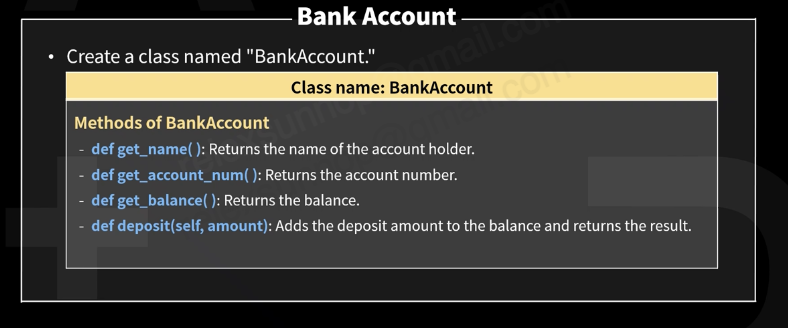 Bank Account
• Create a class named "BankAccount."
Class name: BankAccount
Methods of BankAccount
- def get_name( ): Returns the name of the account holder.
- def get_account_num( ): Returns the account number.
- def get_balance( ): Returns the balance.
- def deposit(self, amount): Adds the deposit amount to the balance and returns the result.